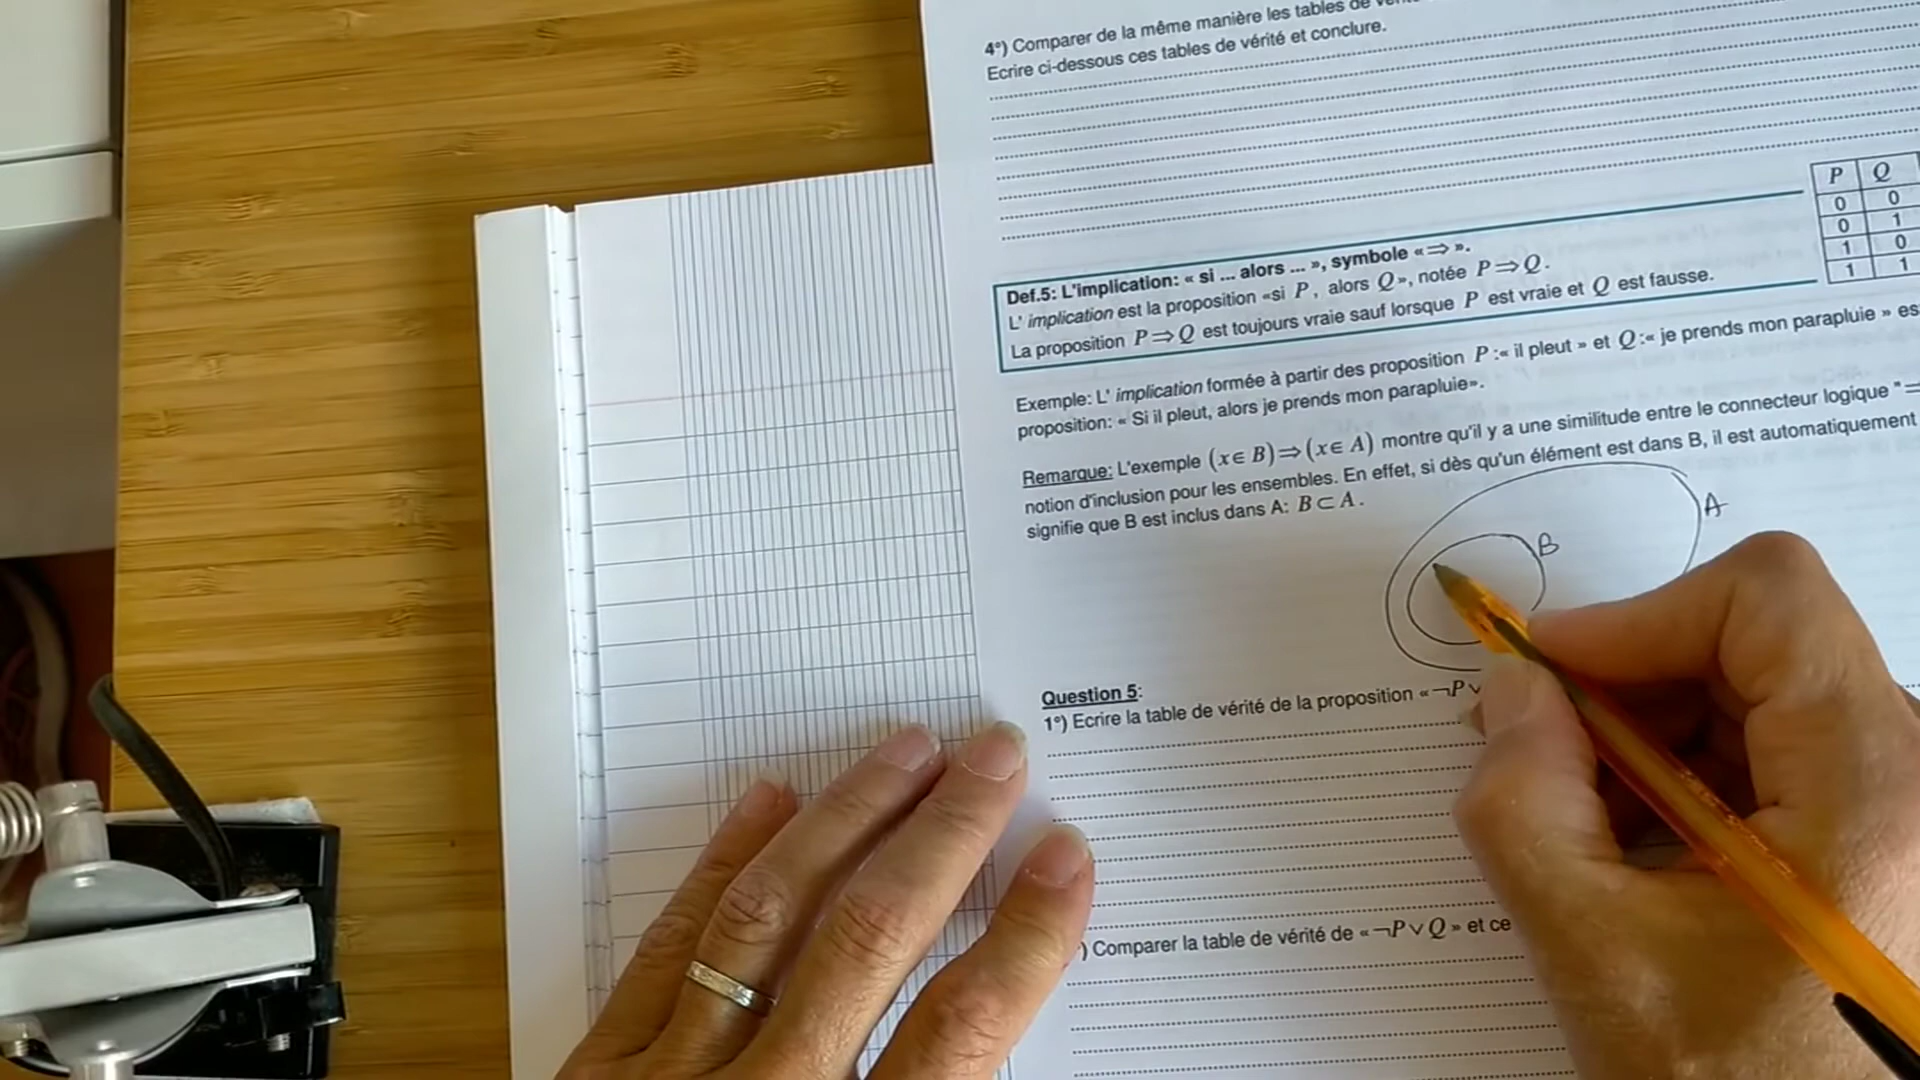 4°) Comparer de la même manière les tables de
Ecrire ci-dessous ces tables de vérité et conclure.
P Q
0 0
0 1
1 0
1 1
Def.5: L'implication: « si ... alors ... », symbole « ⇒ ».
L' implication est la proposition «si P , alors Q», notée P⇒Q.
La proposition P⇒Q est toujours vraie sauf lorsque P est vraie et Q est fausse.
Exemple: L' implication formée à partir des proposition P :« il pleut » et Q :« je prends mon parapluie » es
proposition: « Si il pleut, alors je prends mon parapluie».
Remarque: L'exemple (x∈ B)⇒(x∈ A) montre qu'il y a une similitude entre le connecteur logique "
notion d'inclusion pour les ensembles. En effet, si dès qu'un élément est dans B, il est automatiquement
signifie que B est inclus dans A: B⊂A.
A
B
Question 5:
1°) Ecrire la table de vérité de la proposition « ¬P∨
) Comparer la table de vérité de «¬P∨Q » et ce